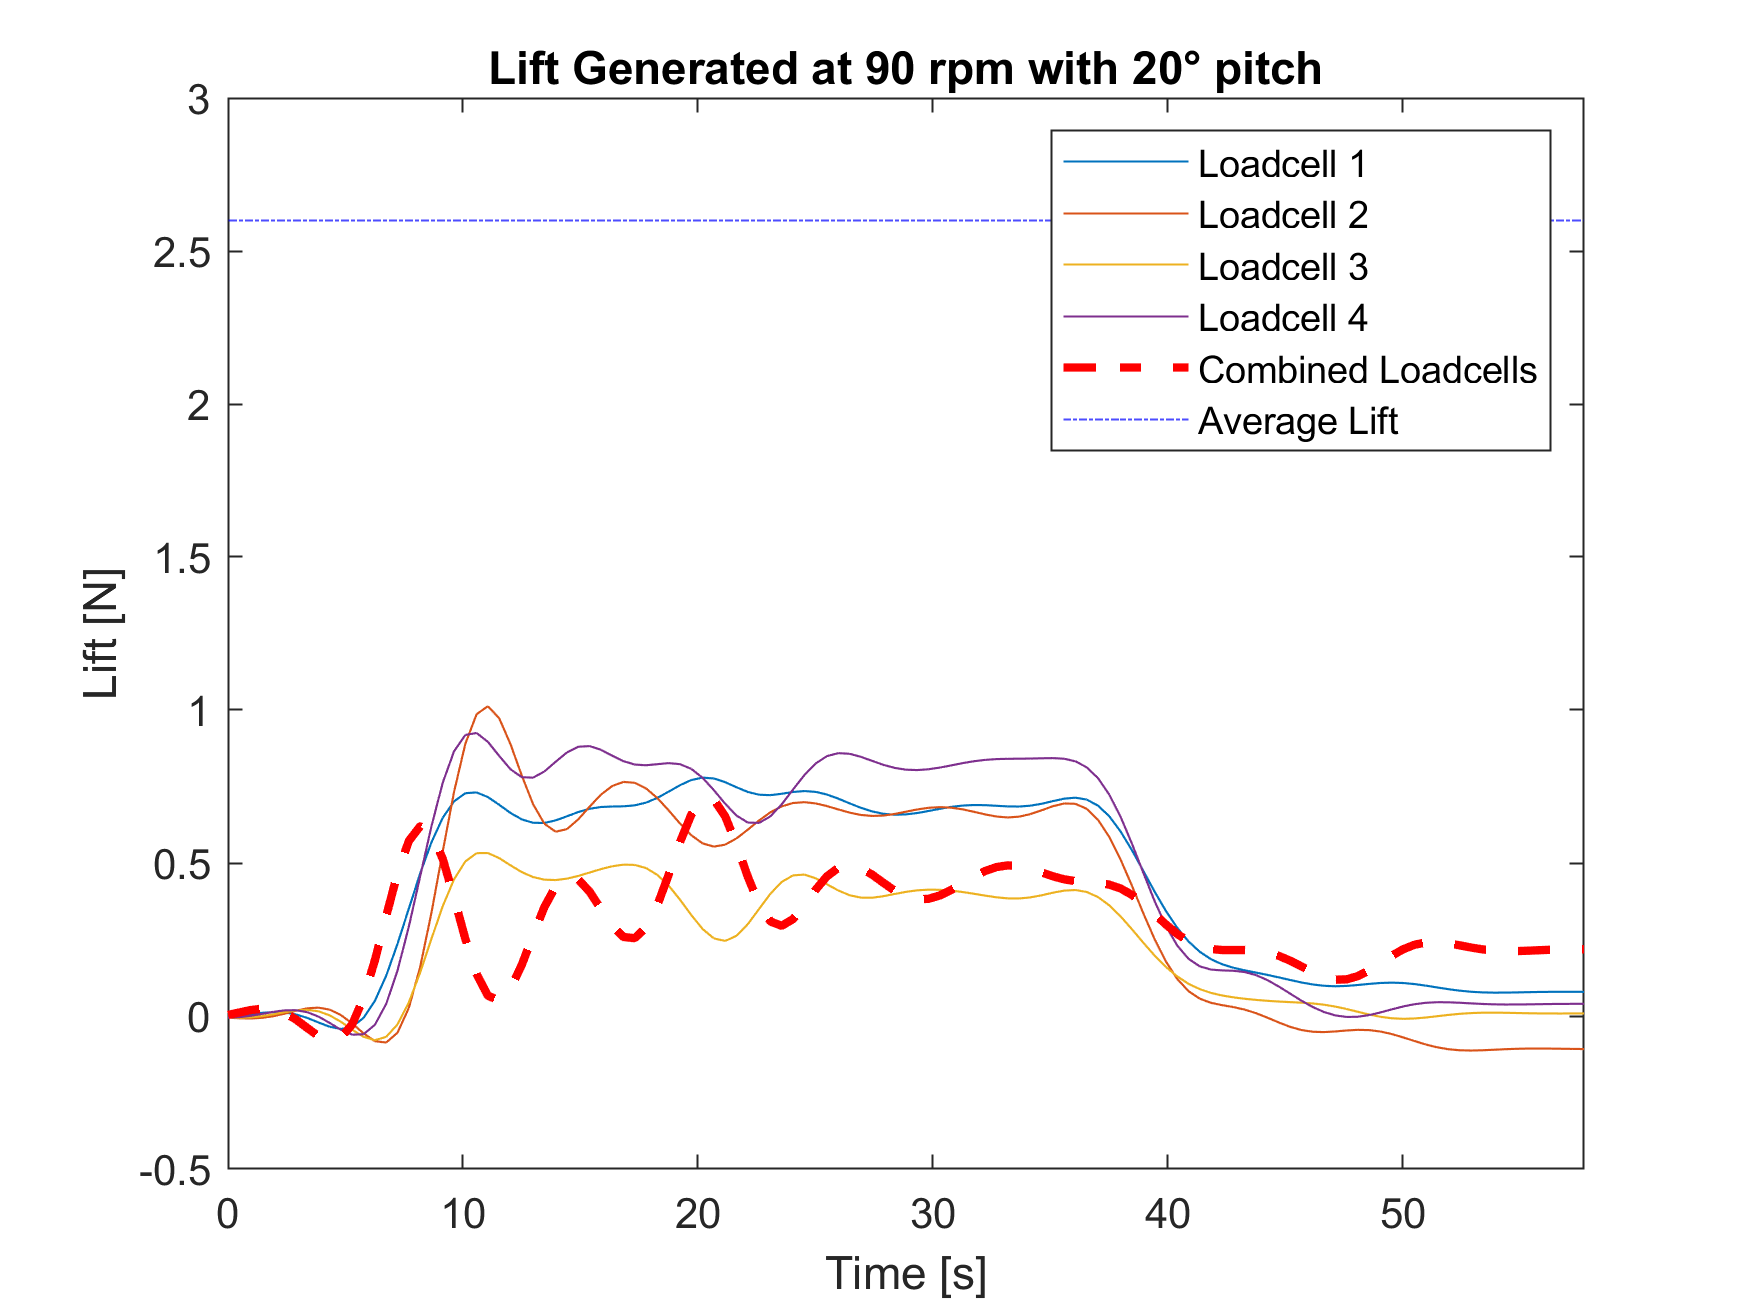 Lift Generated at 90 rpm with 20° pitch
3
2.5
2
1.5
1
0.5
0
-0.5
Lift [N]
Loadcell 1
Loadcell 2
Loadcell 3
Loadcell 4
Combined Loadcells
Average Lift
0 10 20 30 40 50
Time [s]